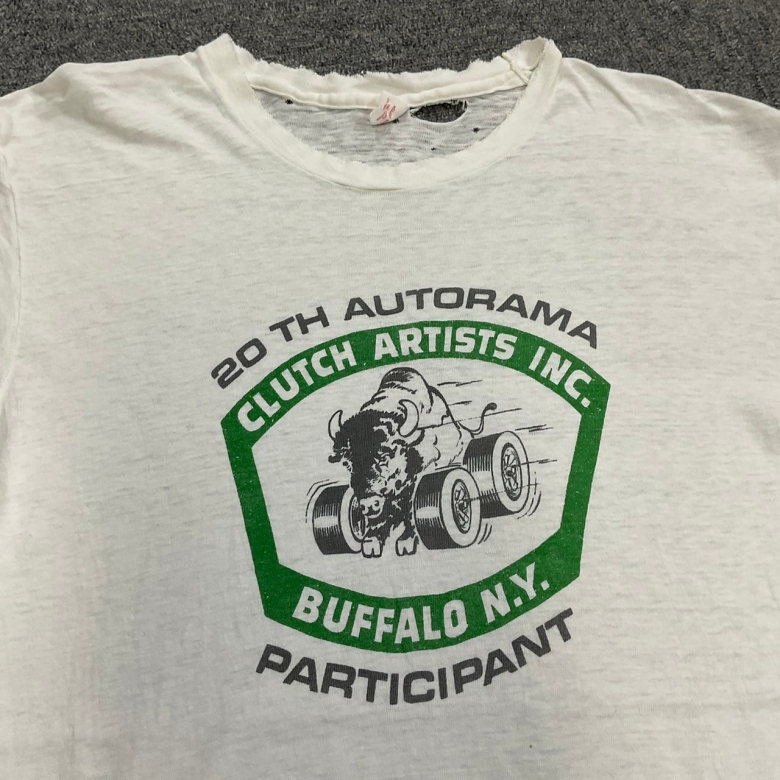 20 TH AUTORAMA
CLUTCH ARTISTS INC.
BUFFALO N.Y.
PARTICIPANT